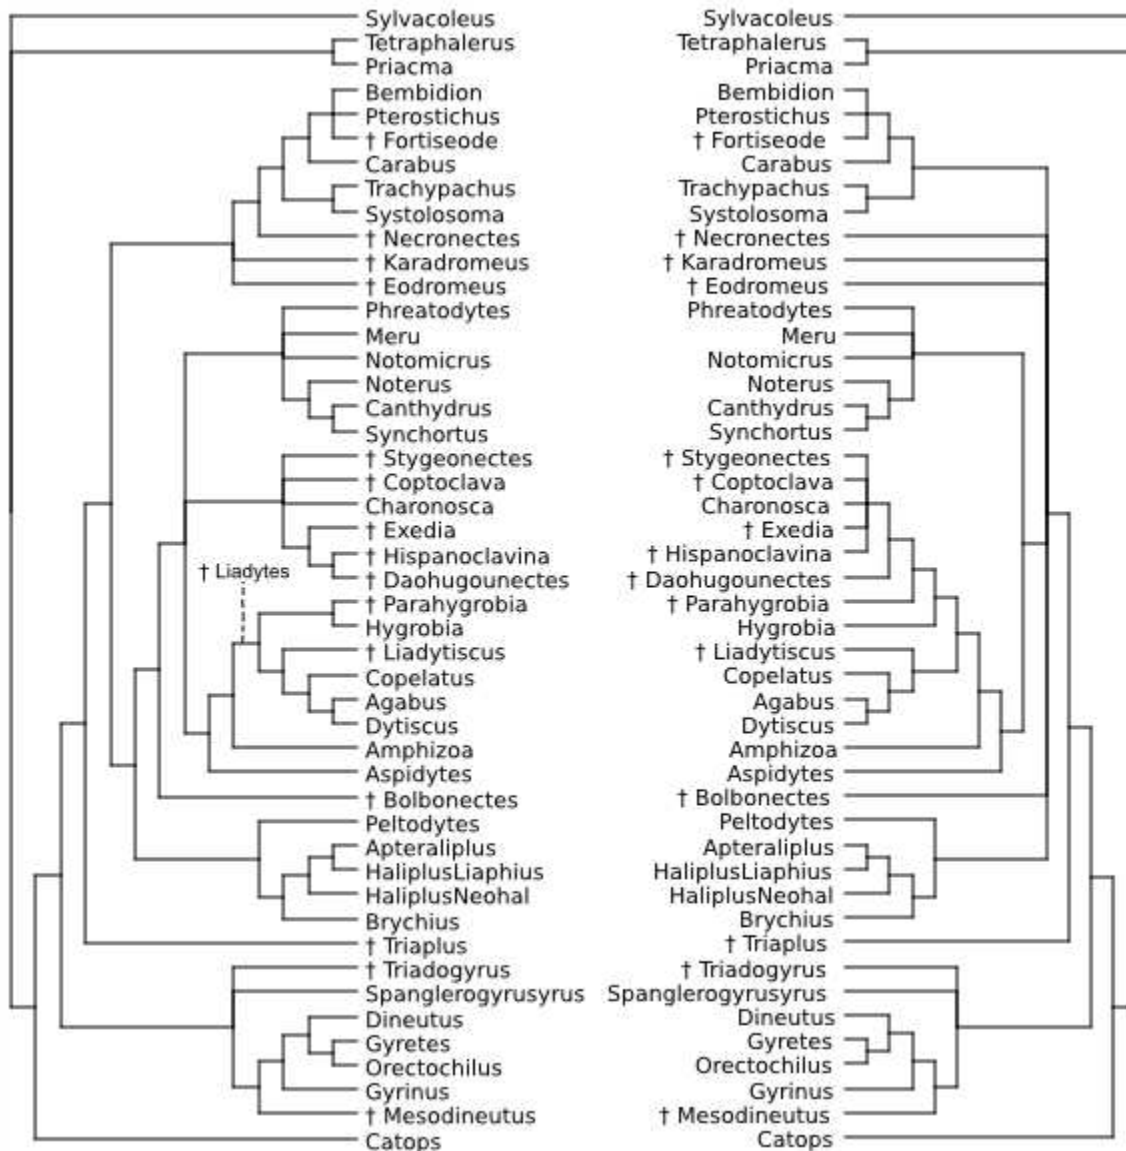 Sylvacoleus Sylvacoleus
Tetraphalerus Tetraphalerus
Priacma Priacma
Bembidion Bembidion
Pterostichus Pterostichus
† Fortiseode † Fortiseode
Carabus Carabus
Trachypachus Trachypachus
Systolosoma Systolosoma
† Necronectes † Necronectes
† Karadromeus † Karadromeus
† Eodromeus † Eodromeus
Phreatodytes Phreatodytes
Meru Meru
Notomicrus Notomicrus
Noterus Noterus
Canthydrus Canthydrus
Synchortus Synchortus
† Stygeonectes † Stygeonectes
† Coptoclava † Coptoclava
Charonosca Charonosca
† Exedia † Exedia
† Hispanoclavina † Hispanoclavina
† Liadytes
† Daohugounectes † Daohugounectes
† Parahygrobia † Parahygrobia
Hygrobia Hygrobia
† Liadytiscus † Liadytiscus
Copelatus Copelatus
Agabus Agabus
Dytiscus Dytiscus
Amphizoa Amphizoa
Aspidytes Aspidytes
† Bolbonectes † Bolbonectes
Peltodytes Peltodytes
Apteraliplus Apteraliplus
HaliplusLiaphius HaliplusLiaphius
HaliplusNeohal HaliplusNeohal
Brychius Brychius
† Triaplus † Triaplus
† Triadogyrus † Triadogyrus
Spanglerogyrusyrus Spanglerogyrusyrus
Dineutus Dineutus
Gyretes Gyretes
Orectochilus Orectochilus
Gyrinus Gyrinus
† Mesodineutus † Mesodineutus
Catops Catops